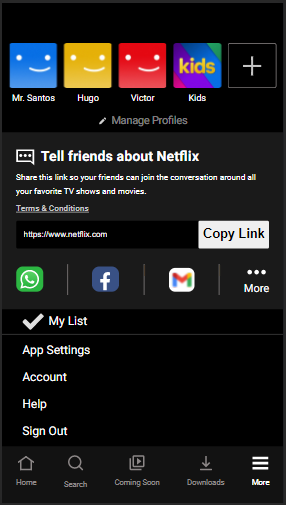 Mr. Santos Hugo Victor Kids
kids
Manage Profiles
Tell friends about Netflix
Share this link so your friends can join the conversation around all
your favorite TV shows and movies.
Terms & Conditions
https://www.netflix.com Copy Link
More
My List
App Settings
Account
Help
Sign Out
Home Search Coming Soon Downloads More